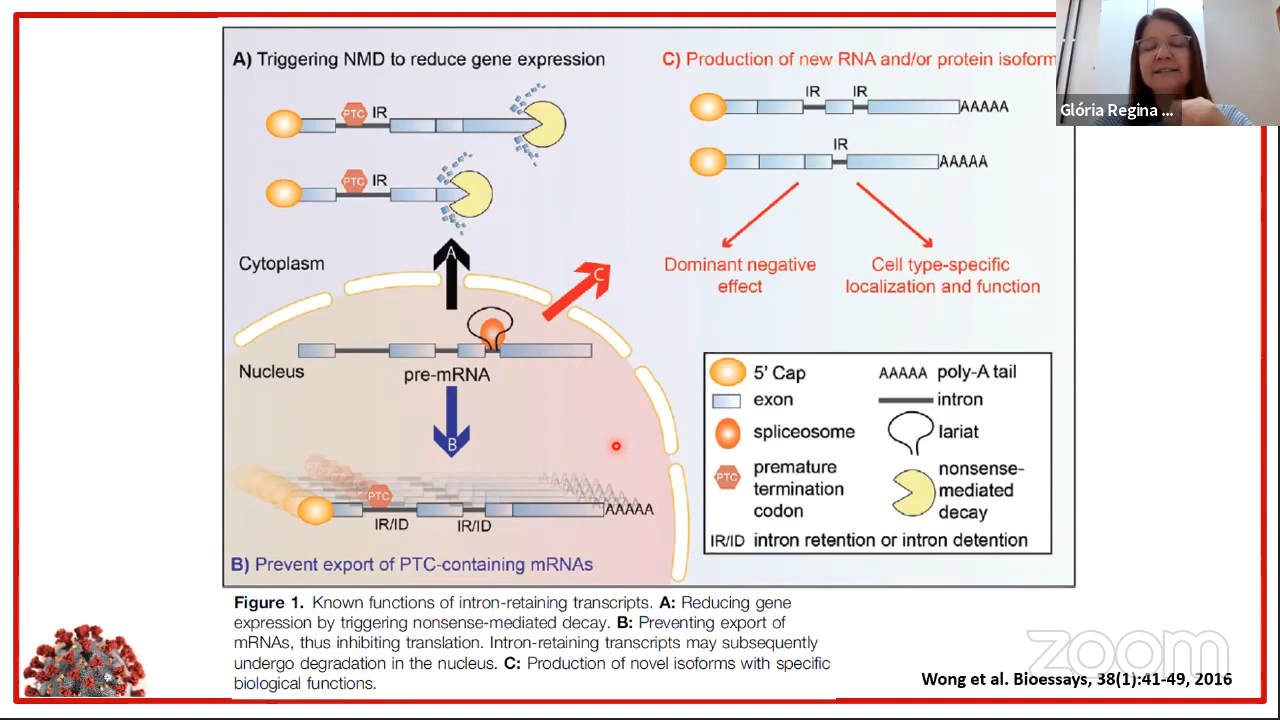 A) Triggering NMD to reduce gene expression
PTC IR
PTC IR
Cytoplasm
A
C
C) Production of new RNA and/or protein isoform
IR IR
AAAAA
IR
AAAAA
Dominant negative
effect
Cell type-specific
localization and function
Nucleus
pre-mRNA
B
PTC
AAAAA
IR/ID IR/ID
B) Prevent export of PTC-containing mRNAs
5' Cap
AAAAA poly-A tail
exon
intron
spliceosome
lariat
PTC
premature
termination
codon
nonsense-
mediated
decay
IR/ID intron retention or intron detention
Glória Regina ...
Figure 1. Known functions of intron-retaining transcripts. A: Reducing gene
expression by triggering nonsense-mediated decay. B: Preventing export of
mRNAs, thus inhibiting translation. Intron-retaining transcripts may subsequently
undergo degradation in the nucleus. C: Production of novel isoforms with specific
biological functions.
zoom
Wong et al. Bioessays, 38(1):41-49, 2016